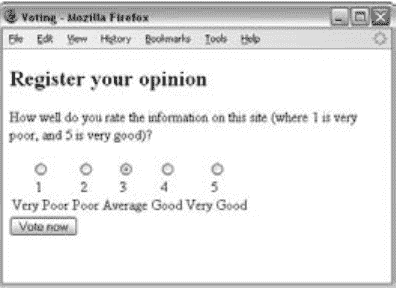 Voting - Mozilla Firefox
File Edit View History Bookmarks Tools Help
Register your opinion
How well do you rate the information on this site (where 1 is very
poor, and 5 is very good)?
1 2 3 4 5
Very Poor Poor Average Good Very Good
Vote now